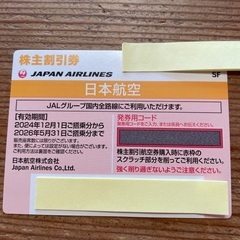 株主割引券
JAPAN AIRLINES
SF
日本航空
JALグループ国内全路線にご利用いただけます。
[有効期間]
2024年12月1日ご搭乗分から
2026年5月31日ご搭乗分まで
発券用コード
日本航空株式会社
Japan Airlines Co.,Ltd.
株主割引航空券購入時に赤枠の
スクラッチ部分を削ってご利用ください。
強く削り過ぎないようご注意ください。